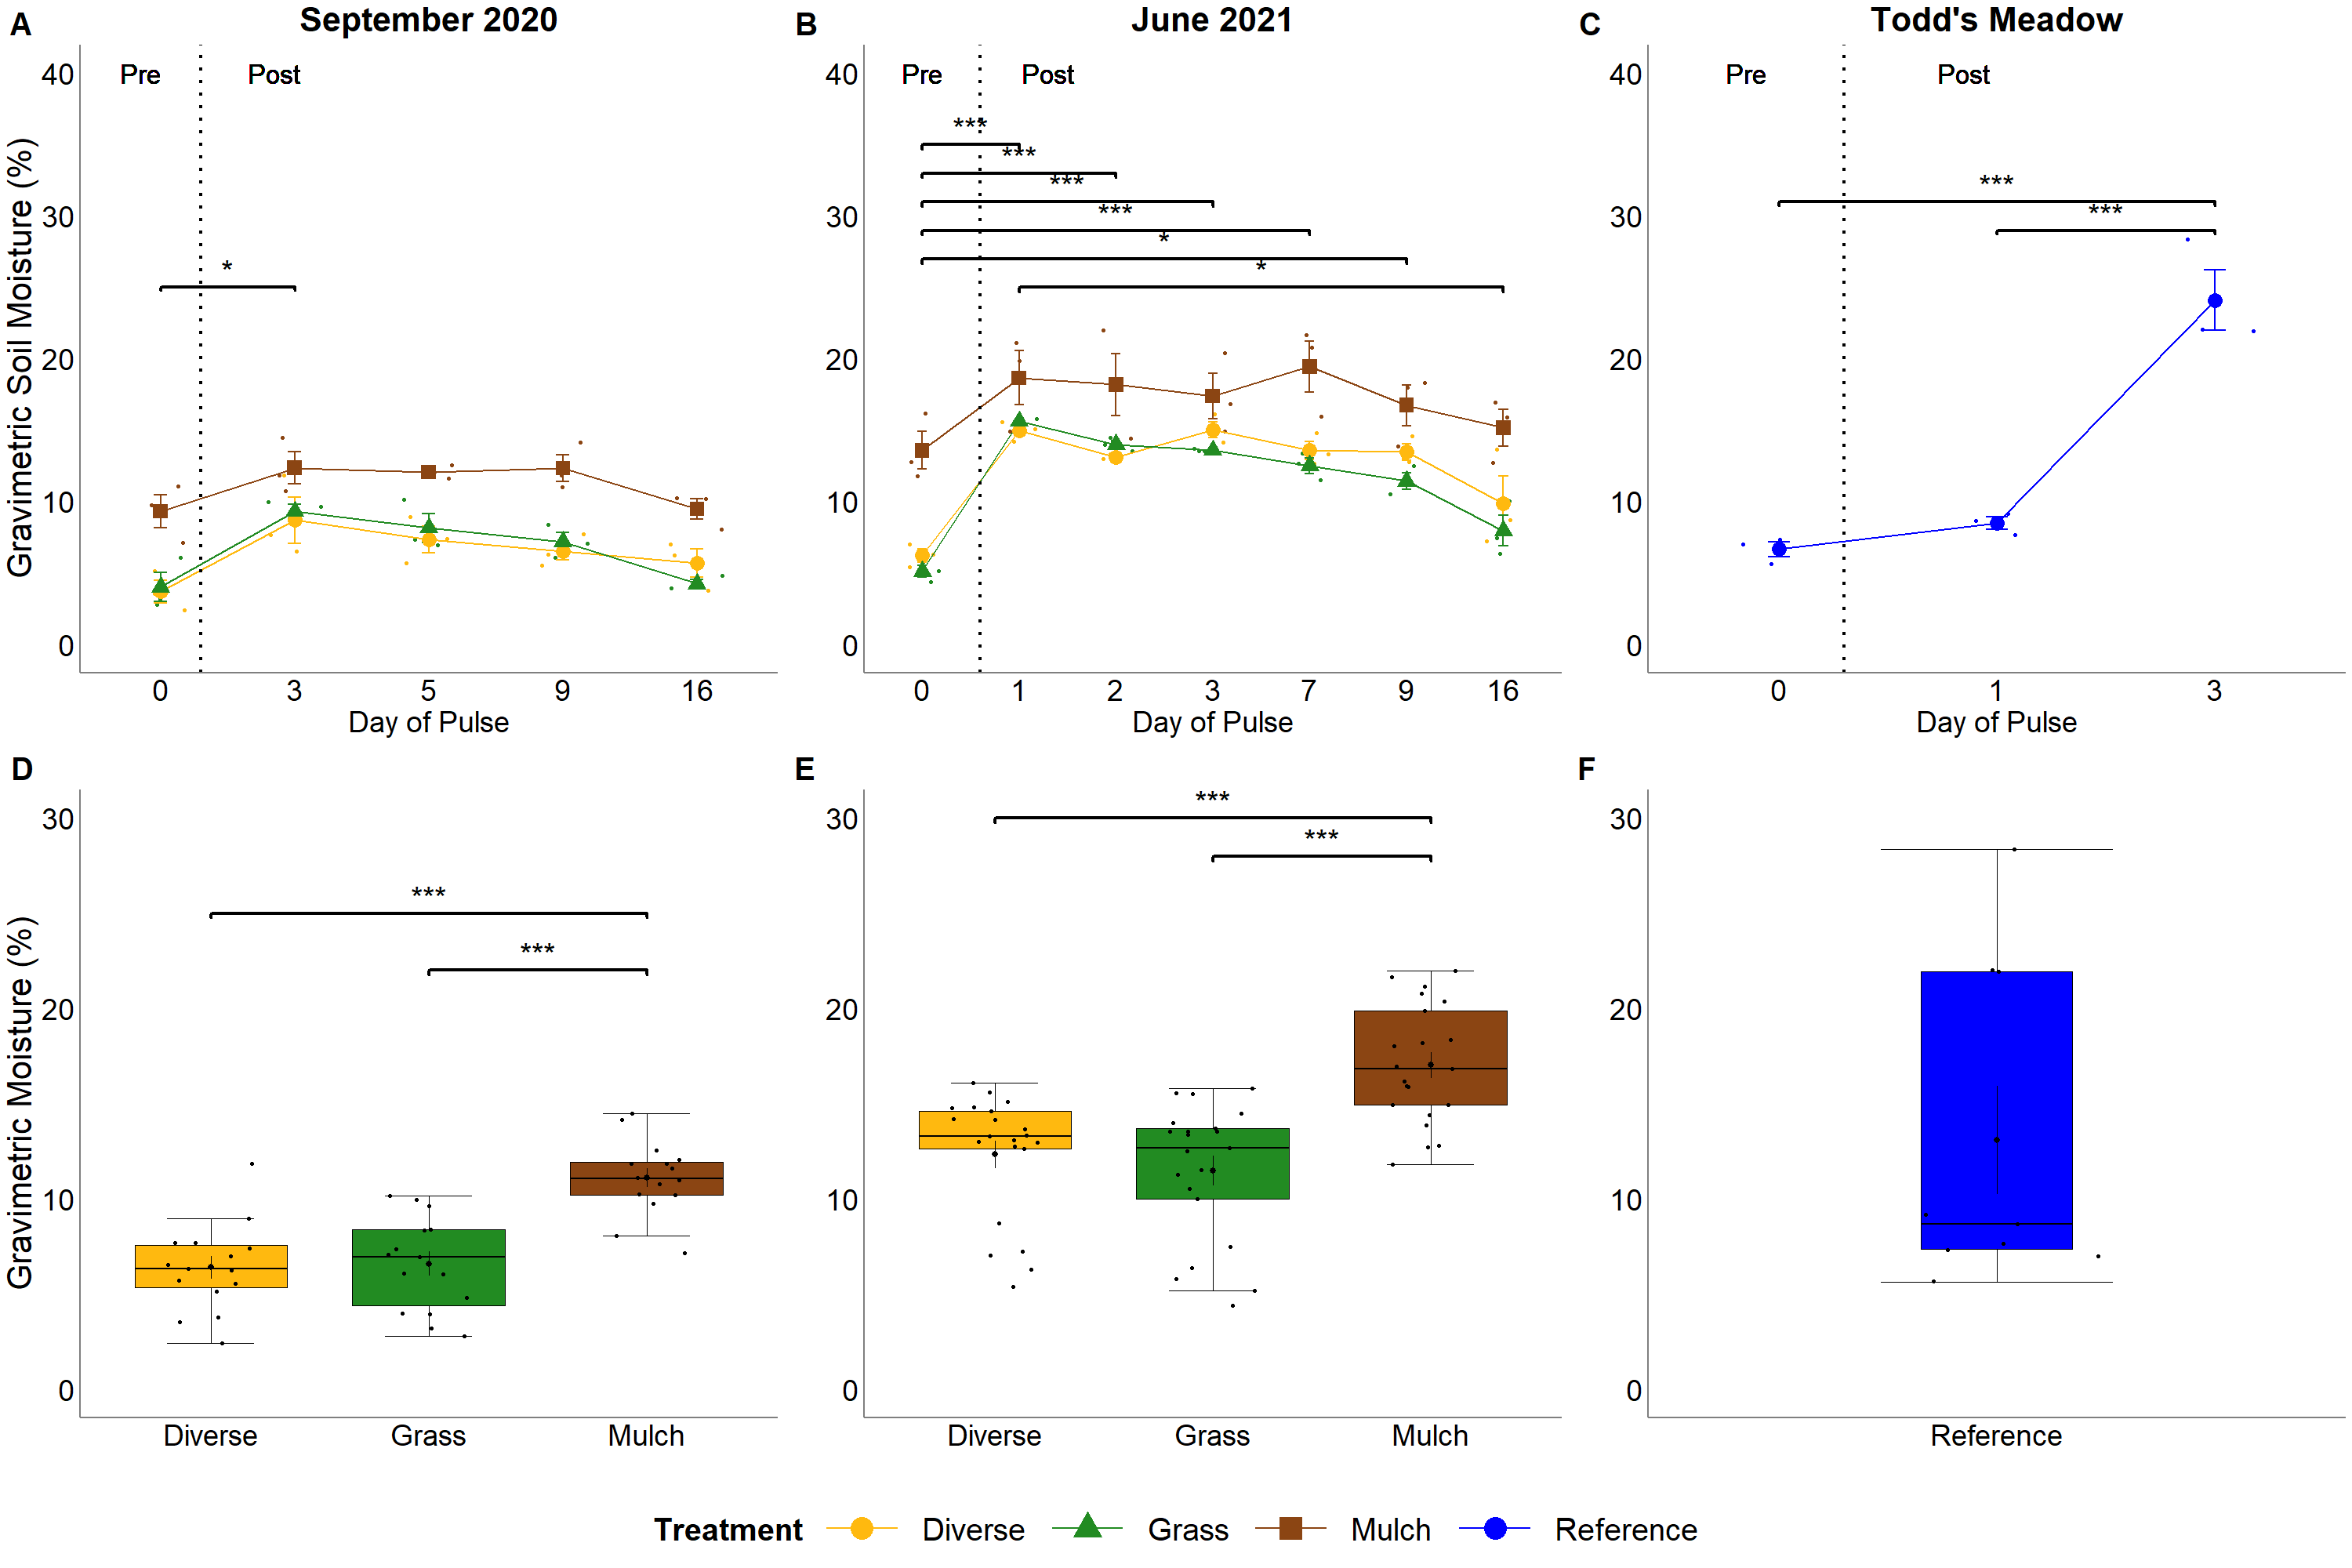 A September 2020
B June 2021
C Todd's Meadow
Gravimetric Soil Moisture (%)
40
30
20
10
0
Pre Post
*
0 3 5 9 16
Day of Pulse
40
30
20
10
0
Pre Post
***
***
***
***
*
*
0 1 2 3 7 9 16
Day of Pulse
40
30
20
10
0
Pre Post
***
***
0 1 3
Day of Pulse
D
Gravimetric Moisture (%)
30
20
10
0
***
***
Diverse Grass Mulch
E
30
20
10
0
***
***
Diverse Grass Mulch
F
30
20
10
0
Reference
Treatment Diverse Grass Mulch Reference